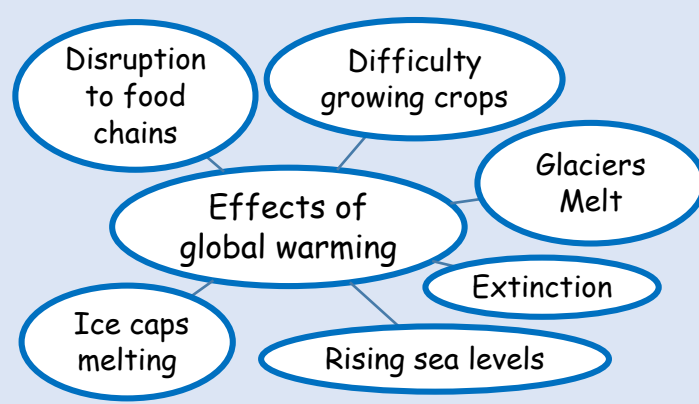 Disruption
to food
chains
Difficulty
growing crops
Glaciers
Melt
Effects of
global warming
Extinction
Ice caps
melting
Rising sea levels